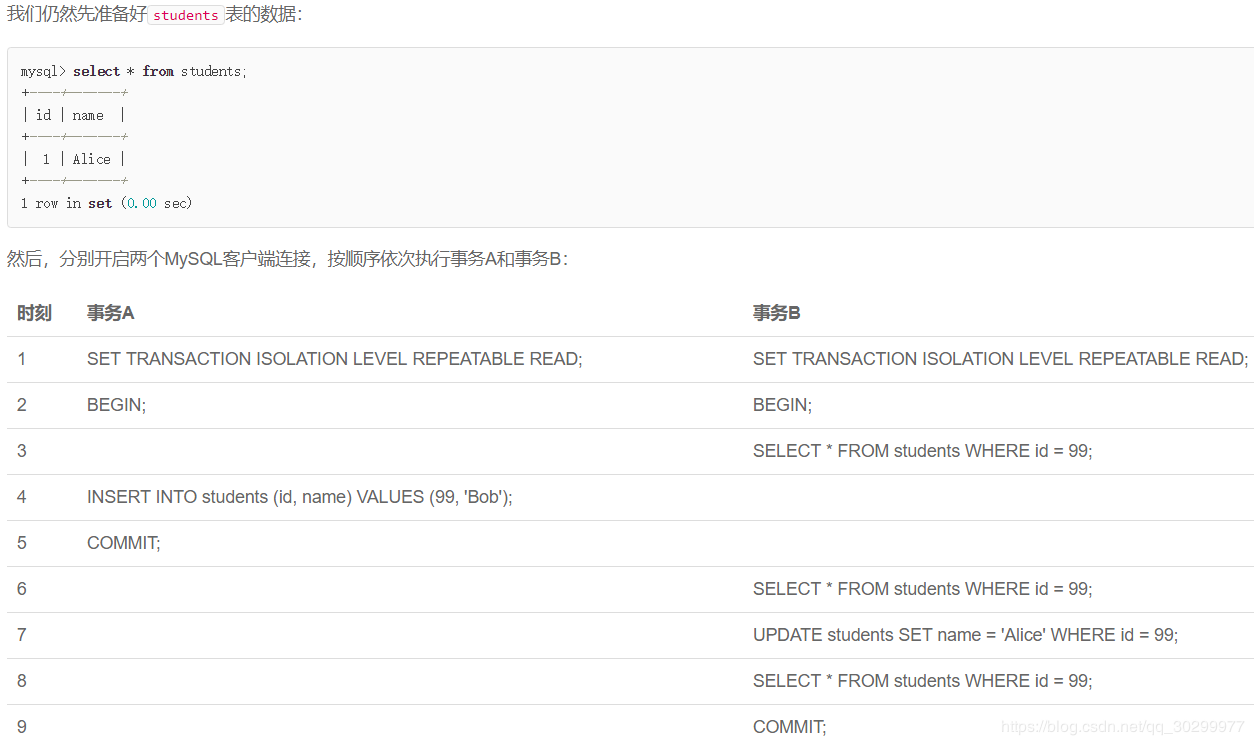 我们仍然先准备好students表的数据：
mysql> select * from students;
+----+-------+
| id | name  |
+----+-------+
|  1 | Alice |
+----+-------+
1 row in set (0.00 sec)
然后，分别开启两个MySQL客户端连接，按顺序依次执行事务A和事务B：
时刻 事务A 事务B
1 SET TRANSACTION ISOLATION LEVEL REPEATABLE READ; SET TRANSACTION ISOLATION LEVEL REPEATABLE READ;
2 BEGIN; BEGIN;
3 SELECT * FROM students WHERE id = 99;
4 INSERT INTO students (id, name) VALUES (99, 'Bob');
5 COMMIT;
6 SELECT * FROM students WHERE id = 99;
7 UPDATE students SET name = 'Alice' WHERE id = 99;
8 SELECT * FROM students WHERE id = 99;
9 COMMIT;
https://blog.csdn.net/qq_30299977